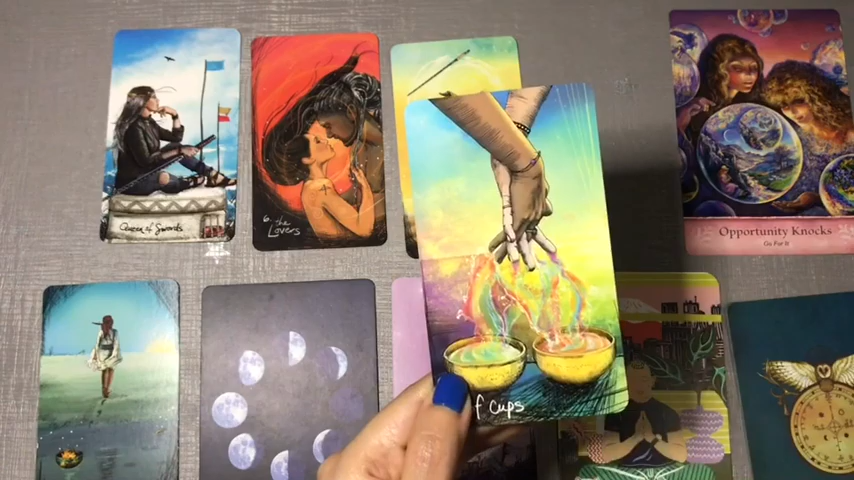 Queen of Swords
6. the
Lovers
Opportunity Knocks
Go For It
f Cups